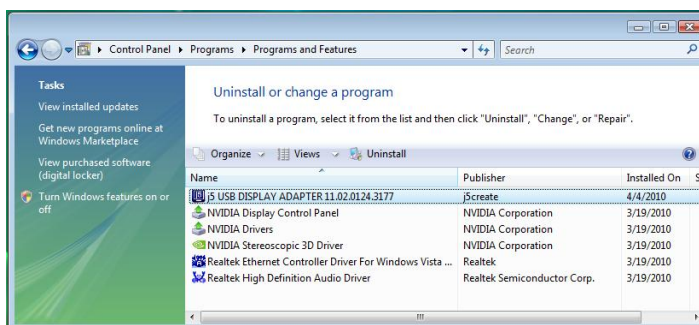 Control Panel ▸ Programs ▸ Programs and Features
Search
Tasks
View installed updates
Get new programs online at
Windows Marketplace
View purchased software
(digital locker)
Turn Windows features on or
off
Uninstall or change a program
To uninstall a program, select it from the list and then click "Uninstall", "Change", or "Repair".
Organize Views Uninstall
Name Publisher Installed On S
j5 USB DISPLAY ADAPTER 11.02.0124.3177 j5create 4/4/2010
NVIDIA Display Control Panel NVIDIA Corporation 3/19/2010
NVIDIA Drivers NVIDIA Corporation 3/19/2010
NVIDIA Stereoscopic 3D Driver NVIDIA Corporation 3/19/2010
Realtek Ethernet Controller Driver For Windows Vista ... Realtek 3/19/2010
Realtek High Definition Audio Driver Realtek Semiconductor Corp. 3/19/2010